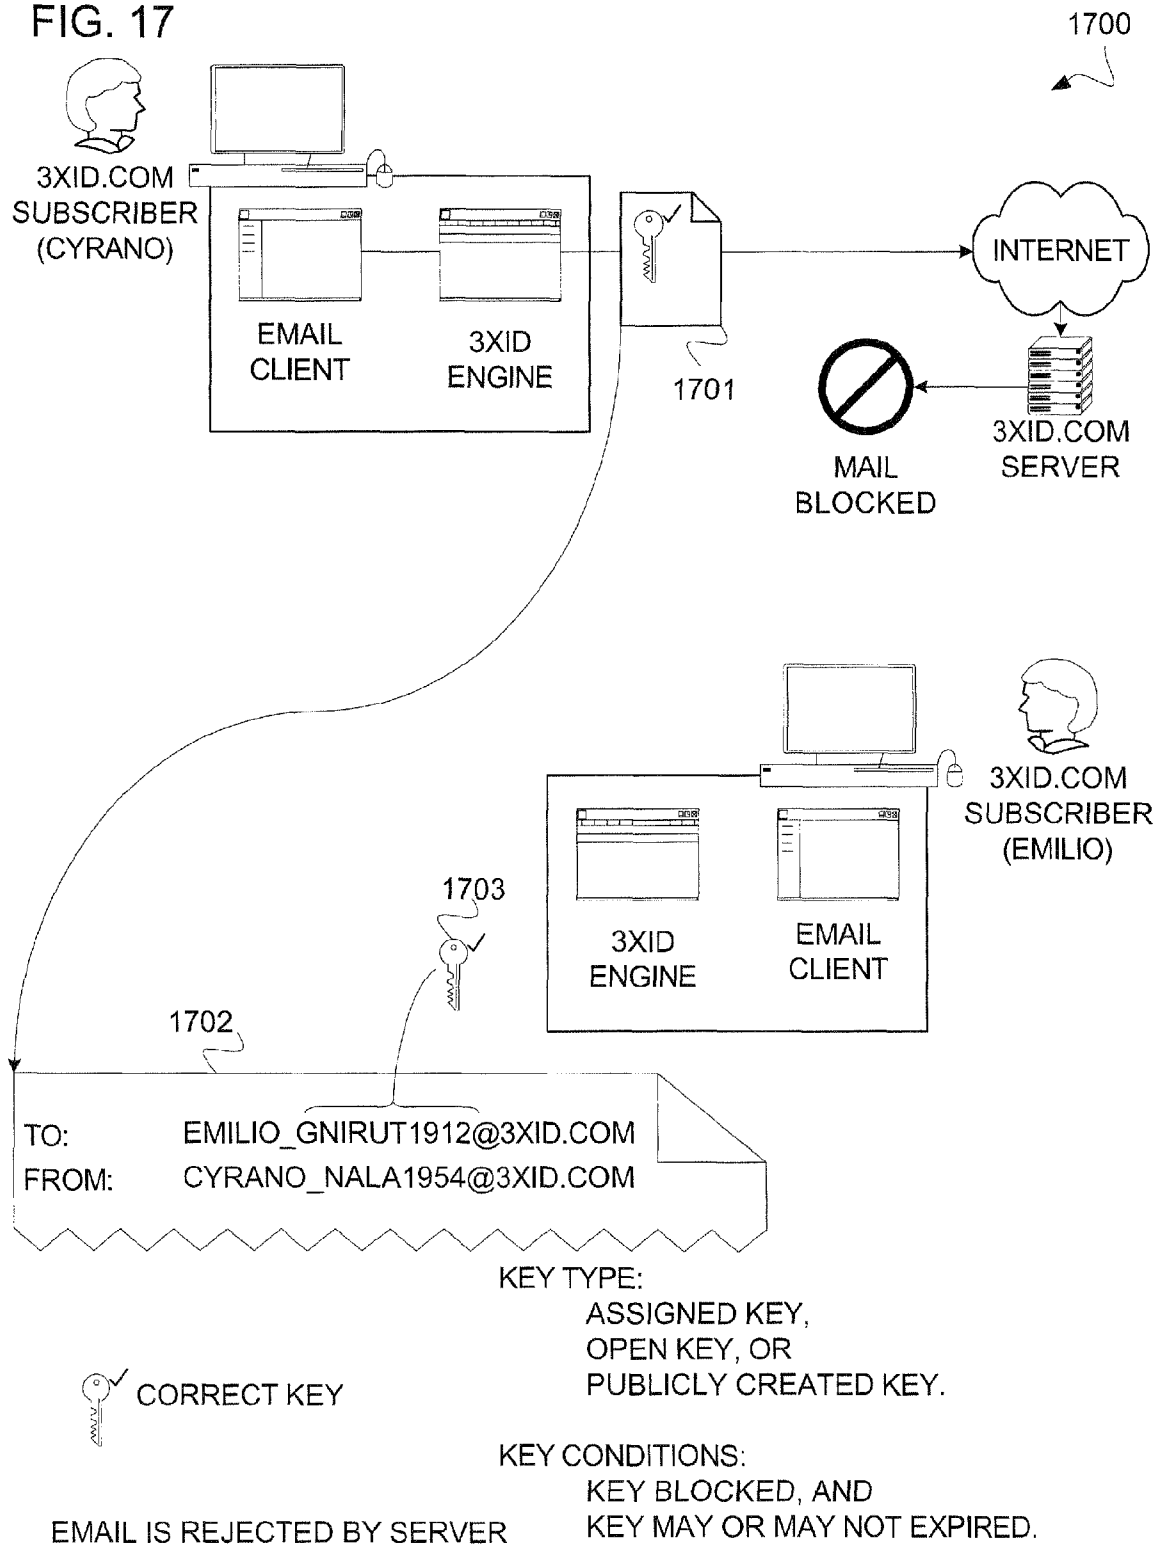 FIG. 17
1700
3XID.COM
SUBSCRIBER
(CYRANO)
EMAIL
CLIENT
3XID
ENGINE
1701
INTERNET
3XID.COM
SERVER
MAIL
BLOCKED
3XID.COM
SUBSCRIBER
(EMILIO)
3XID
ENGINE
EMAIL
CLIENT
1703
1702
TO: EMILIO_GNIRUT1912@3XID.COM
FROM: CYRANO_NALA1954@3XID.COM
KEY TYPE:
ASSIGNED KEY,
OPEN KEY, OR
PUBLICLY CREATED KEY.
CORRECT KEY
KEY CONDITIONS:
KEY BLOCKED, AND
KEY MAY OR MAY NOT EXPIRED.
EMAIL IS REJECTED BY SERVER